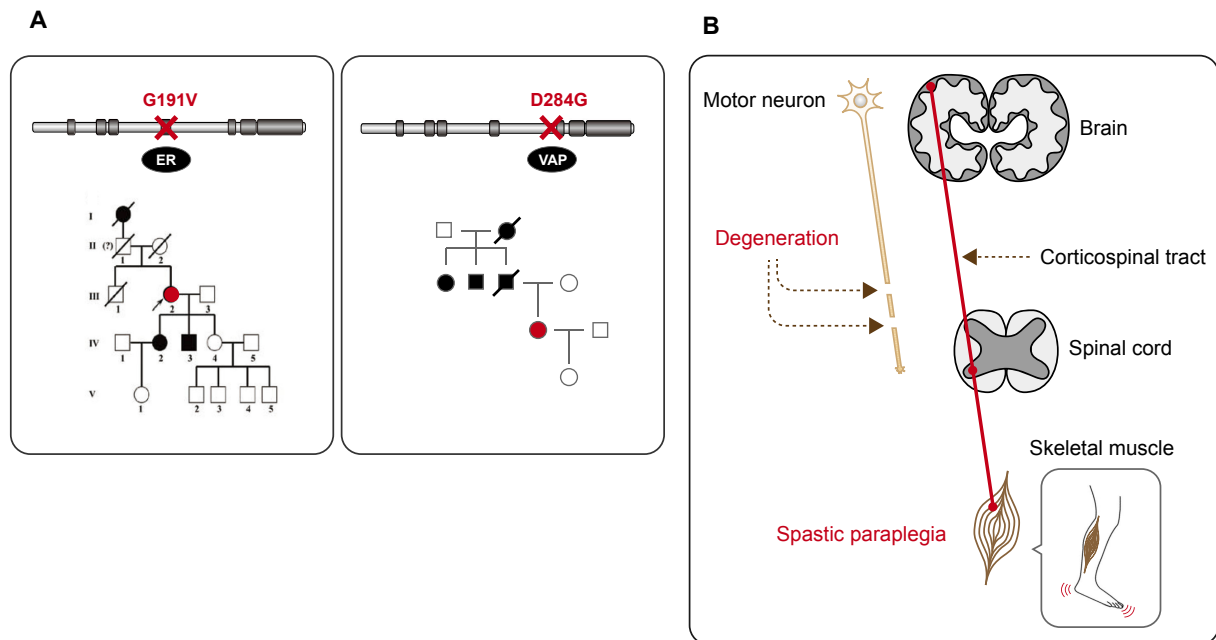 A
G191V
ER
I
II (?)
1 2
III
1 2 3
IV
1 2 3 4 5
V
1 2 3 4 5
D284G
VAP
B
Motor neuron
Brain
Degeneration
Corticospinal tract
Spinal cord
Skeletal muscle
Spastic paraplegia